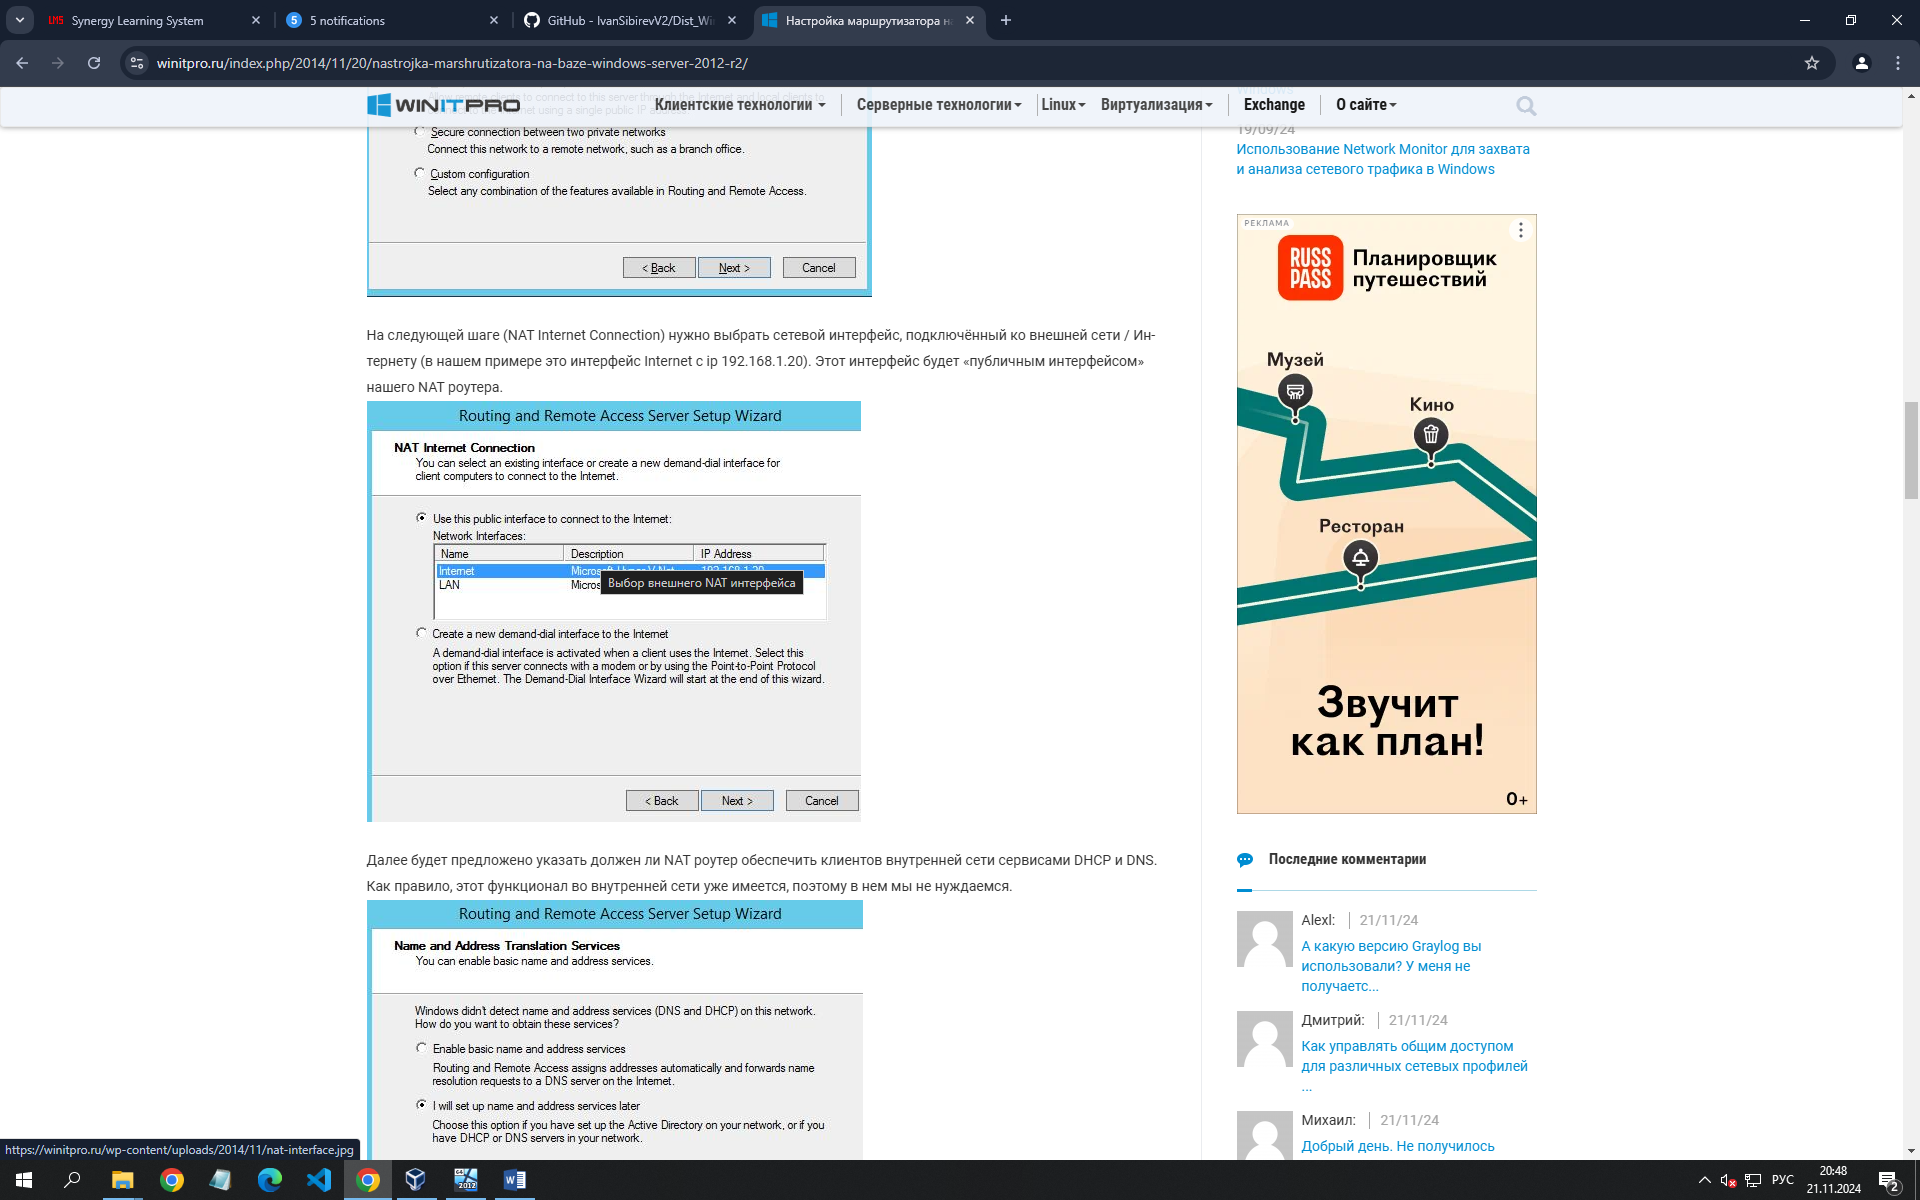 LMS Synergy Learning System
5 5 notifications
GitHub - IvanSibirevV2/Dist_Wi
Настройка маршрутизатора н
winitpro.ru/index.php/2014/11/20/nastrojka-marshrutizatora-na-baze-windows-server-2012-r2/
WINITPRO
Клиентские технологии
Серверные технологии
Linux
Виртуализация
Exchange
О сайте
Secure connection between two private networks
Connect this network to a remote network, such as a branch office.
Custom configuration
Select any combination of the features available in Routing and Remote Access.
< Back
Next >
Cancel
На следующей шаге (NAT Internet Connection) нужно выбрать сетевой интерфейс, подключённый ко внешней сети / Ин-
тернету (в нашем примере это интерфейс Internet с ip 192.168.1.20). Этот интерфейс будет «публичным интерфейсом»
нашего NAT роутера.
Routing and Remote Access Server Setup Wizard
NAT Internet Connection
You can select an existing interface or create a new demand-dial interface for
client computers to connect to the Internet.
Use this public interface to connect to the Internet:
Network Interfaces:
Name
Description
IP Address
Internet
192.168.1.20
LAN
Выбор внешнего NAT интерфейса
Create a new demand-dial interface to the Internet
A demand-dial interface is activated when a client uses the Internet. Select this
option if this server connects with a modem or by using the Point-to-Point Protocol
over Ethernet. The Demand-Dial Interface Wizard will start at the end of this wizard.
< Back
Next >
Cancel
Далее будет предложено указать должен ли NAT роутер обеспечить клиентов внутренней сети сервисами DHCP и DNS.
Как правило, этот функционал во внутренней сети уже имеется, поэтому в нем мы не нуждаемся.
Routing and Remote Access Server Setup Wizard
Name and Address Translation Services
You can enable basic name and address services.
Windows didn't detect name and address services (DNS and DHCP) on this network.
How do you want to obtain these services?
Enable basic name and address services
Routing and Remote Access assigns addresses automatically and forwards name
resolution requests to a DNS server on the Internet.
I will set up name and address services later
Choose this option if you have set up the Active Directory on your network, or if you
have DHCP or DNS servers in your network.
19/09/24
Использование Network Monitor для захвата
и анализа сетевого трафика в Windows
РЕКЛАМА
RUSS
PASS
Планировщик
путешествий
Музей
Кино
Ресторан
Звучит
как план!
0+
Последние комментарии
Alexl: 21/11/24
А какую версию Graylog вы
использовали? У меня не
получаетс...
Дмитрий: 21/11/24
Как управлять общим доступом
для различных сетевых профилей
...
Михаил: 21/11/24
Добрый день. Не получилось
https://winitpro.ru/wp-content/uploads/2014/11/nat-interface.jpg
РУС
20:48
21.11.2024
2